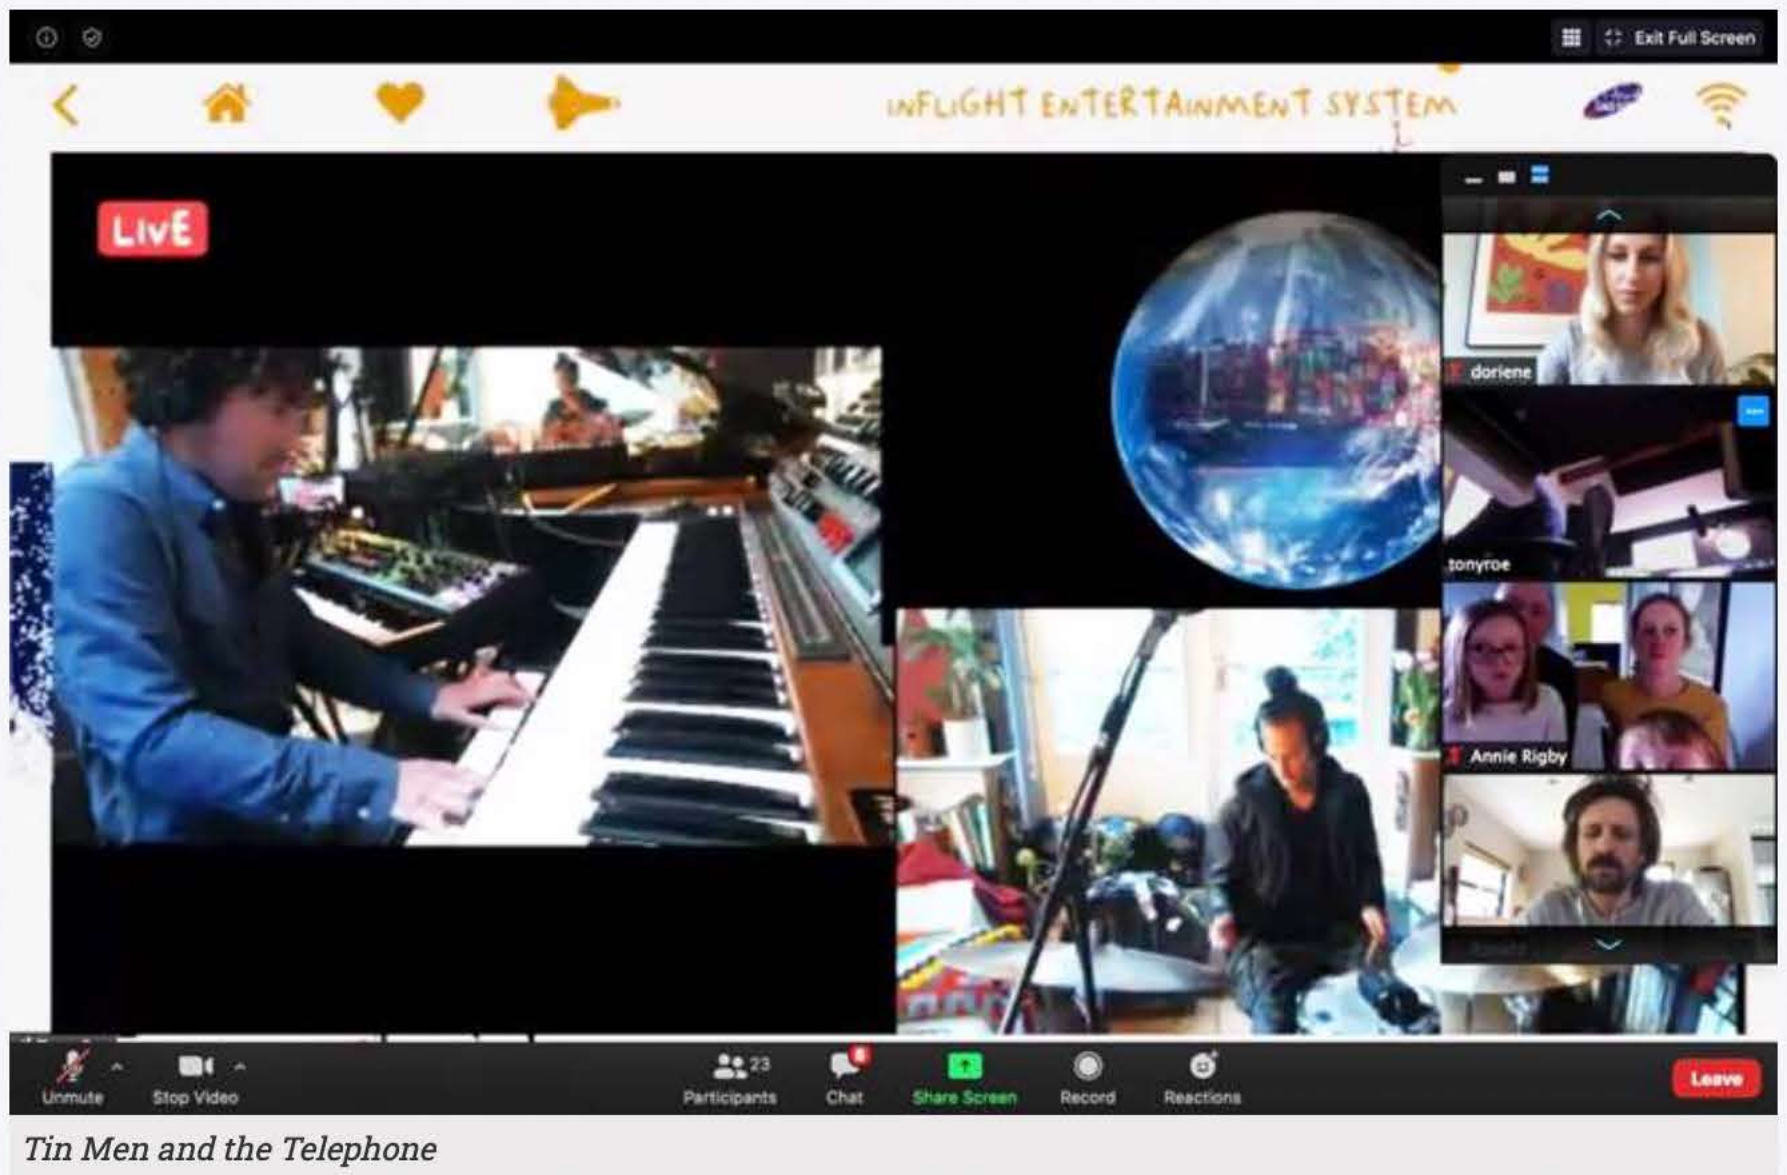 Exit Full Screen
INFLIGHT ENTERTAINMENT SYSTEM
LIVE
doriene
tonyroe
Annie Rigby
Unmute
Stop Video
23
Participants
6
Chat
Share Screen
Record
Reactions
Leave
Tin Men and the Telephone